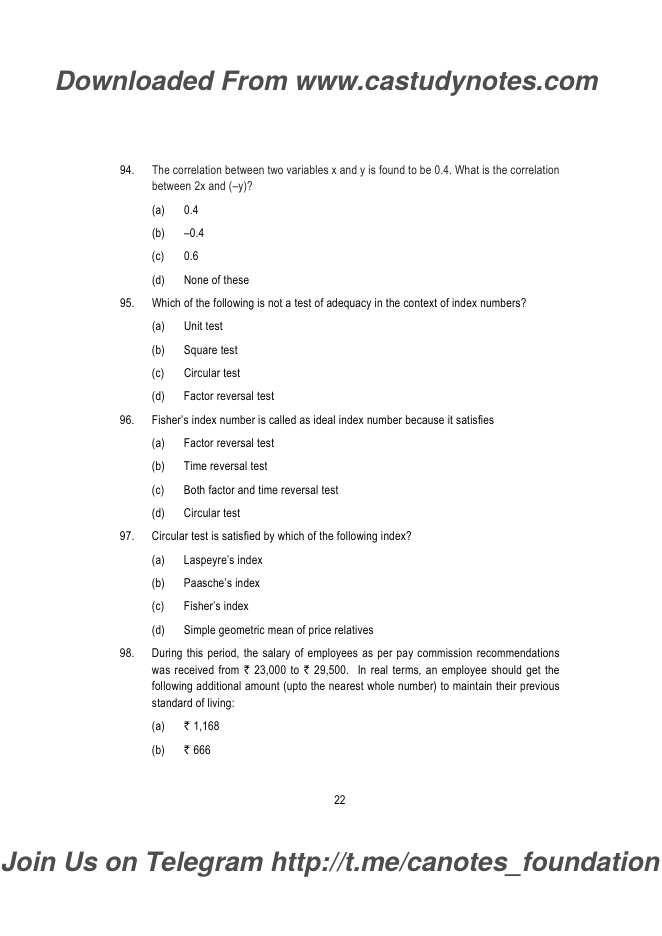 Downloaded From www.castudynotes.com
94. The correlation between two variables x and y is found to be 0.4. What is the correlation
between 2x and (–y)?
(a) 0.4
(b) –0.4
(c) 0.6
(d) None of these
95. Which of the following is not a test of adequacy in the context of index numbers?
(a) Unit test
(b) Square test
(c) Circular test
(d) Factor reversal test
96. Fisher's index number is called as ideal index number because it satisfies
(a) Factor reversal test
(b) Time reversal test
(c) Both factor and time reversal test
(d) Circular test
97. Circular test is satisfied by which of the following index?
(a) Laspeyre's index
(b) Paasche's index
(c) Fisher's index
(d) Simple geometric mean of price relatives
98. During this period, the salary of employees as per pay commission recommendations
was received from ₹ 23,000 to ₹ 29,500. In real terms, an employee should get the
following additional amount (upto the nearest whole number) to maintain their previous
standard of living:
(a) ₹ 1,168
(b) ₹ 666
22
Join Us on Telegram http://t.me/canotes_foundation